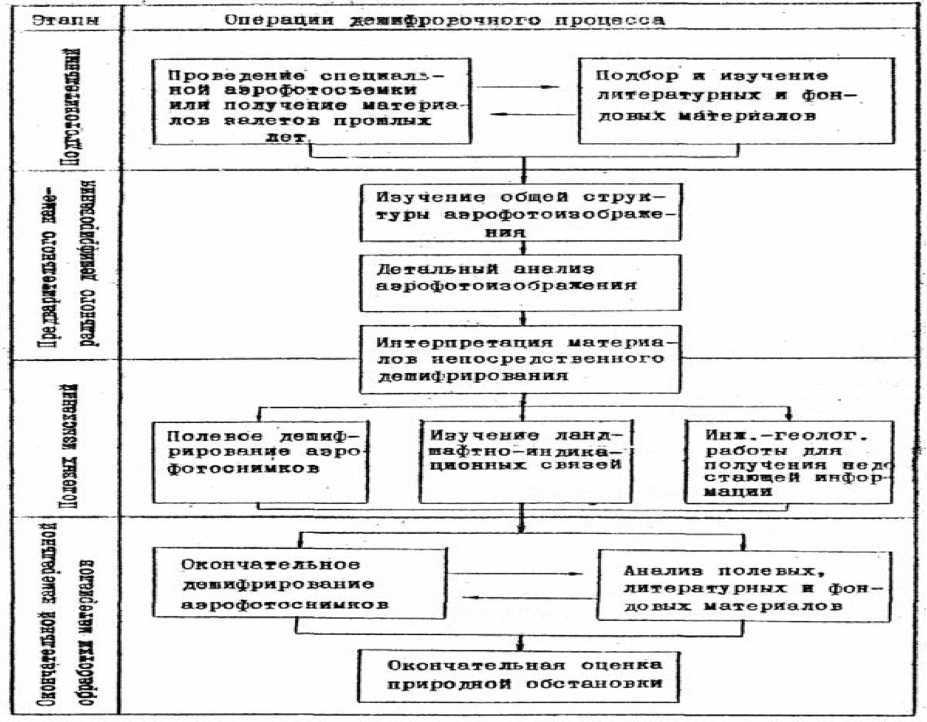 Этапы
Операции дешифровочного процесса
Подготовительный
Проведение специаль-
ной аэрофотосъемки
или получение материа-
лов залетов прошлых
лет
Подбор и изучение
литературных и фон-
довых материалов
Предварительного каме-
рального дешифрирования
Изучение общей струк-
туры аэрофотоизображе-
ния
Детальный анализ
аэрофотоизображения
Интерпретация материа-
лов непосредственного
дешифрирования
Полевых изысканий
Полевое дешиф-
рирование аэро-
фотоснимков
Изучение ланд-
шафтно-индика-
ционных связей
Инж.-геолог.
работы для
получения недо
стающей инфор-
мации
Окончательной камеральной
обработки материалов
Окончательное
дешифрирование
аэрофотоснимков
Анализ полевых,
литературных и фон-
довых материалов
Окончательная оценка
природной обстановки